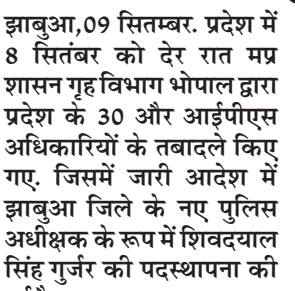 झाबुआ,09 सितम्बर. प्रदेश में
8 सितंबर को देर रात मप्र
शासन गृह विभाग भोपाल द्वारा
प्रदेश के 30 और आईपीएस
अधिकारियों के तबादले किए
गए. जिसमें जारी आदेश में
झाबुआ जिले के नए पुलिस
अधीक्षक के रूप में शिवदयाल
सिंह गुर्जर की पदस्थापना की